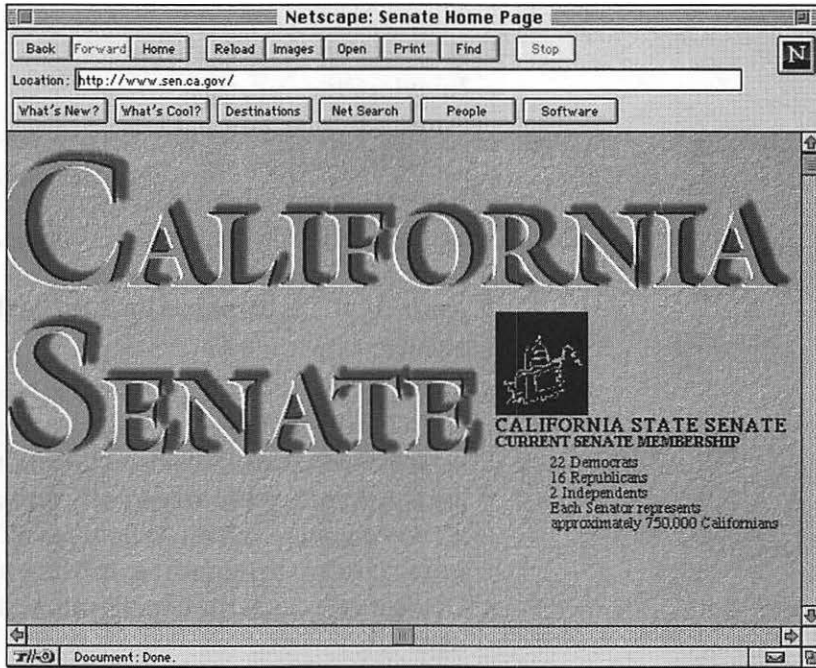 Netscape: Senate Home Page
Back Forward Home Reload Images Open Print Find Stop
N
Location: http://www.sen.ca.gov/
What's New? What's Cool? Destinations Net Search People Software
CALIFORNIA
SENATE
CALIFORNIA STATE SENATE
CURRENT SENATE MEMBERSHIP
22 Democrats
16 Republicans
2 Independents
Each Senator represents
approximately 750,000 Californians
Document: Done.